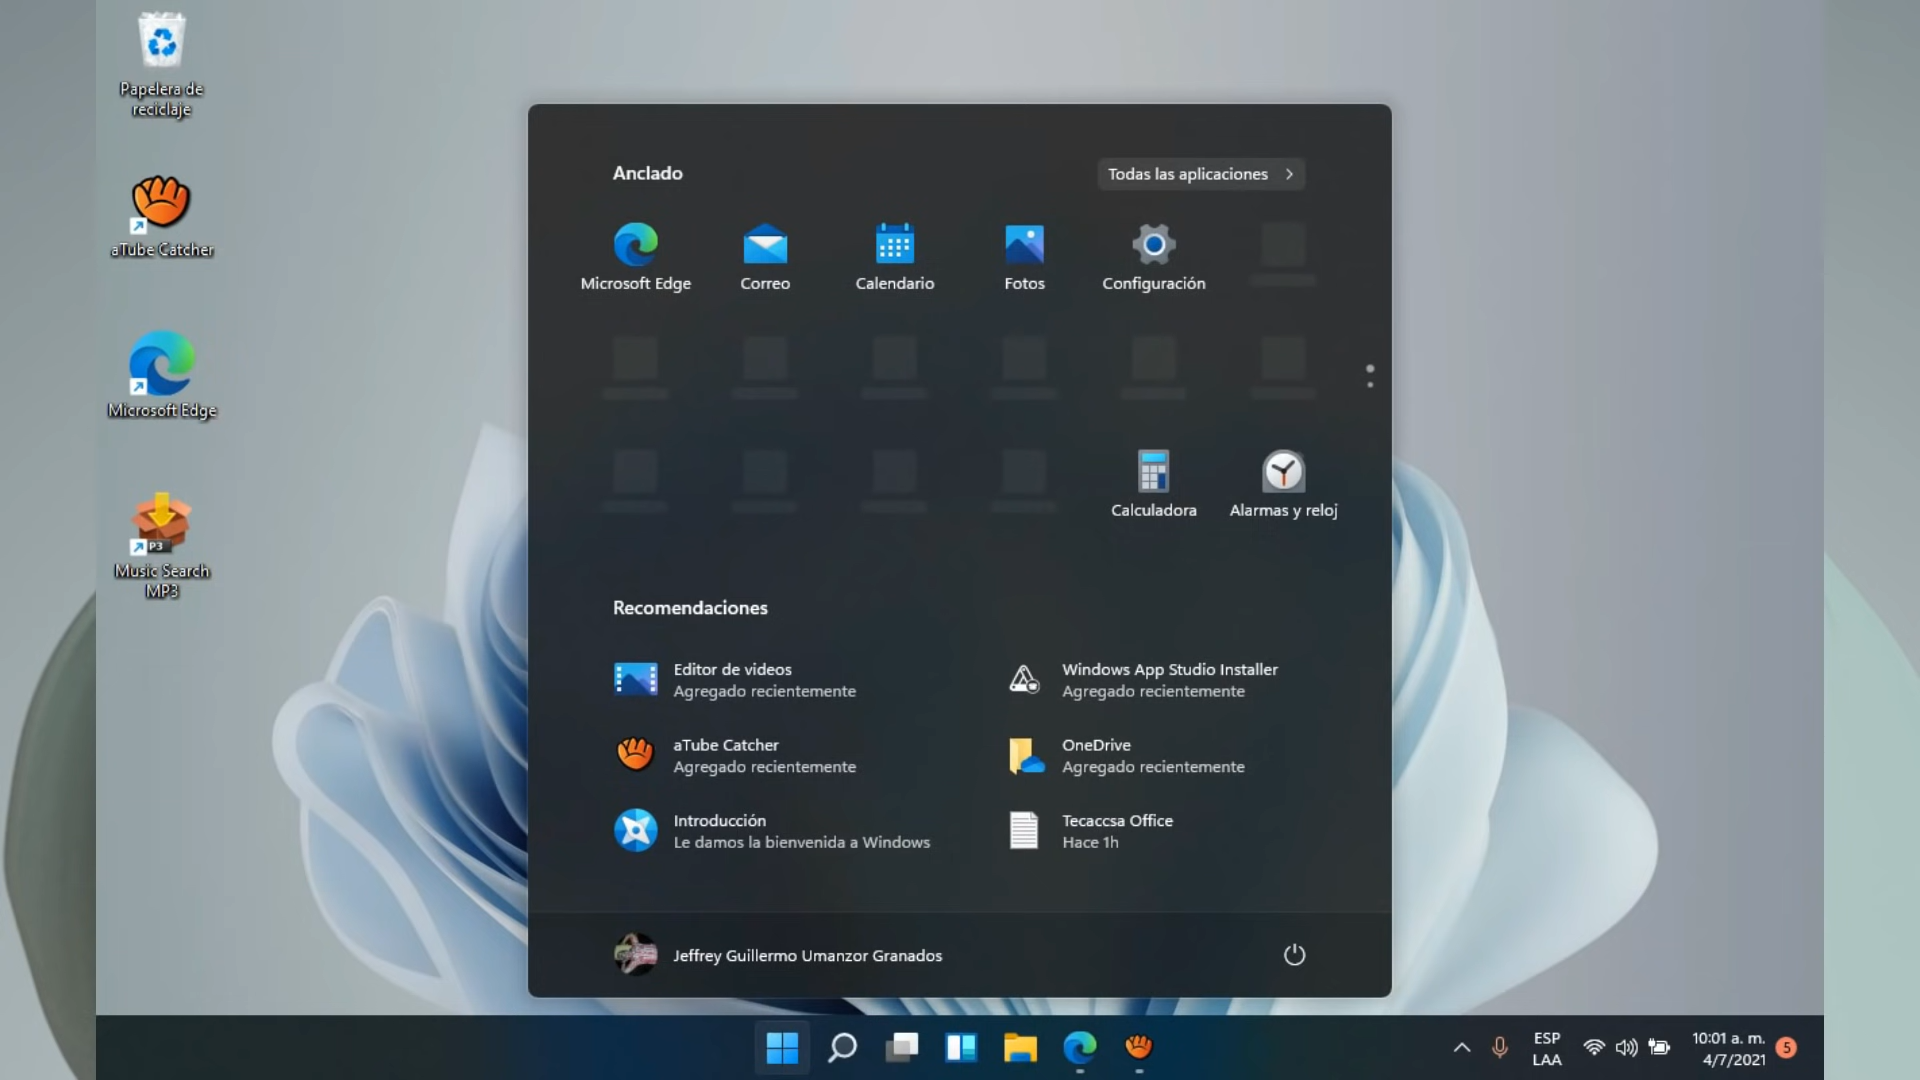 Papelera de
reciclaje
aTube Catcher
Microsoft Edge
P3
Music Search
MP3
Anclado
Todas las aplicaciones
Microsoft Edge
Correo
Calendario
Fotos
Configuración
Calculadora
Alarmas y reloj
Recomendaciones
Editor de videos
Agregado recientemente
Windows App Studio Installer
Agregado recientemente
aTube Catcher
Agregado recientemente
OneDrive
Agregado recientemente
Introducción
Le damos la bienvenida a Windows
Tecaccsa Office
Hace 1h
Jeffrey Guillermo Umanzor Granados
ESP
LAA
10:01 a. m.
4/7/2021
5